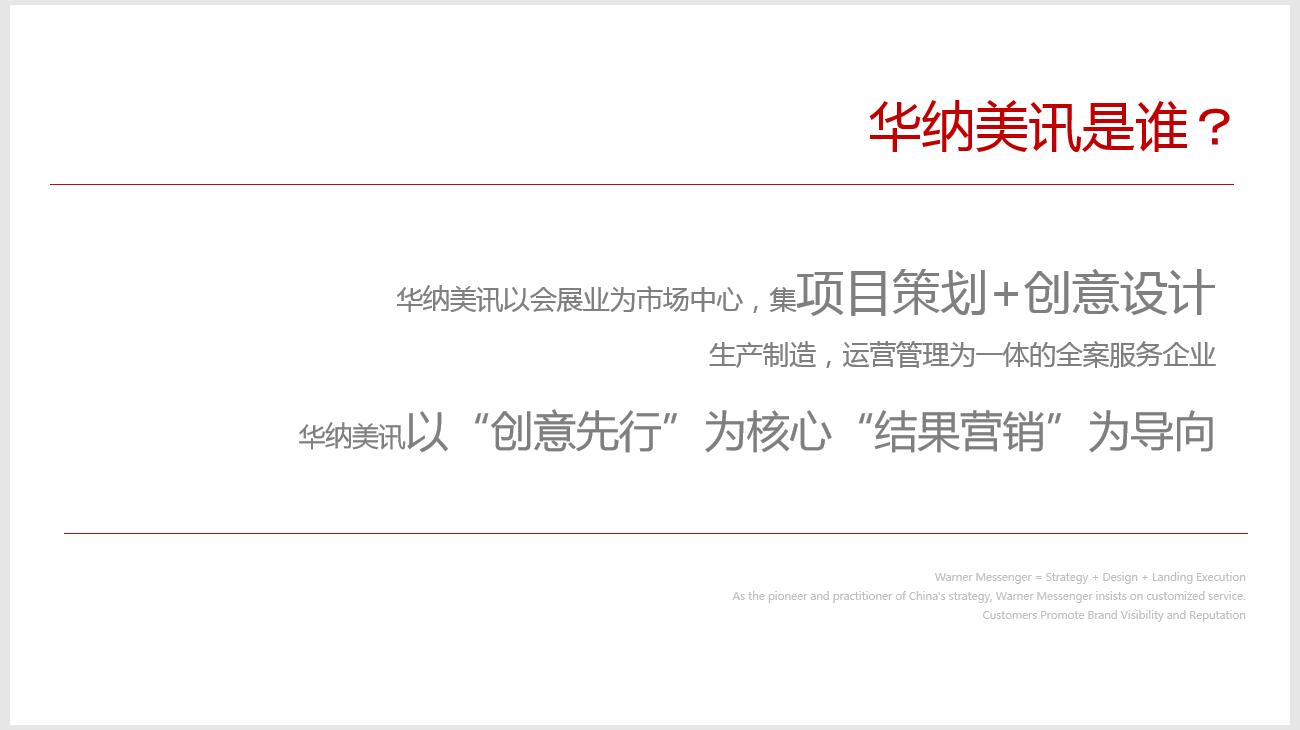 华纳美讯是谁？
华纳美讯以会展业为市场中心，集项目策划+创意设计
生产制造，运营管理为一体的全案服务企业
华纳美讯以“创意先行”为核心“结果营销”为导向
Warner Messenger = Strategy + Design + Landing Execution
As the pioneer and practitioner of China's strategy, Warner Messenger insists on customized service.
Customers Promote Brand Visibility and Reputation